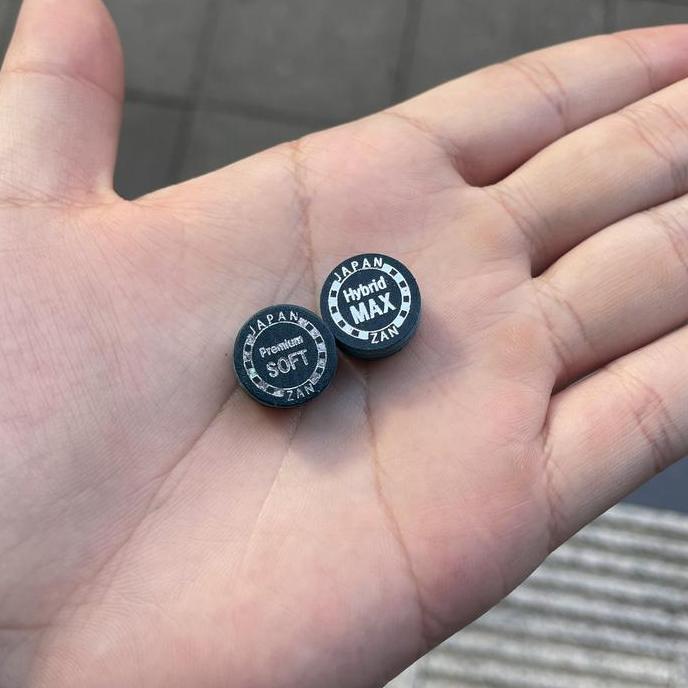 JAPAN
Premium
SOFT
ZAN
JAPAN
Hybrid
MAX
ZAN